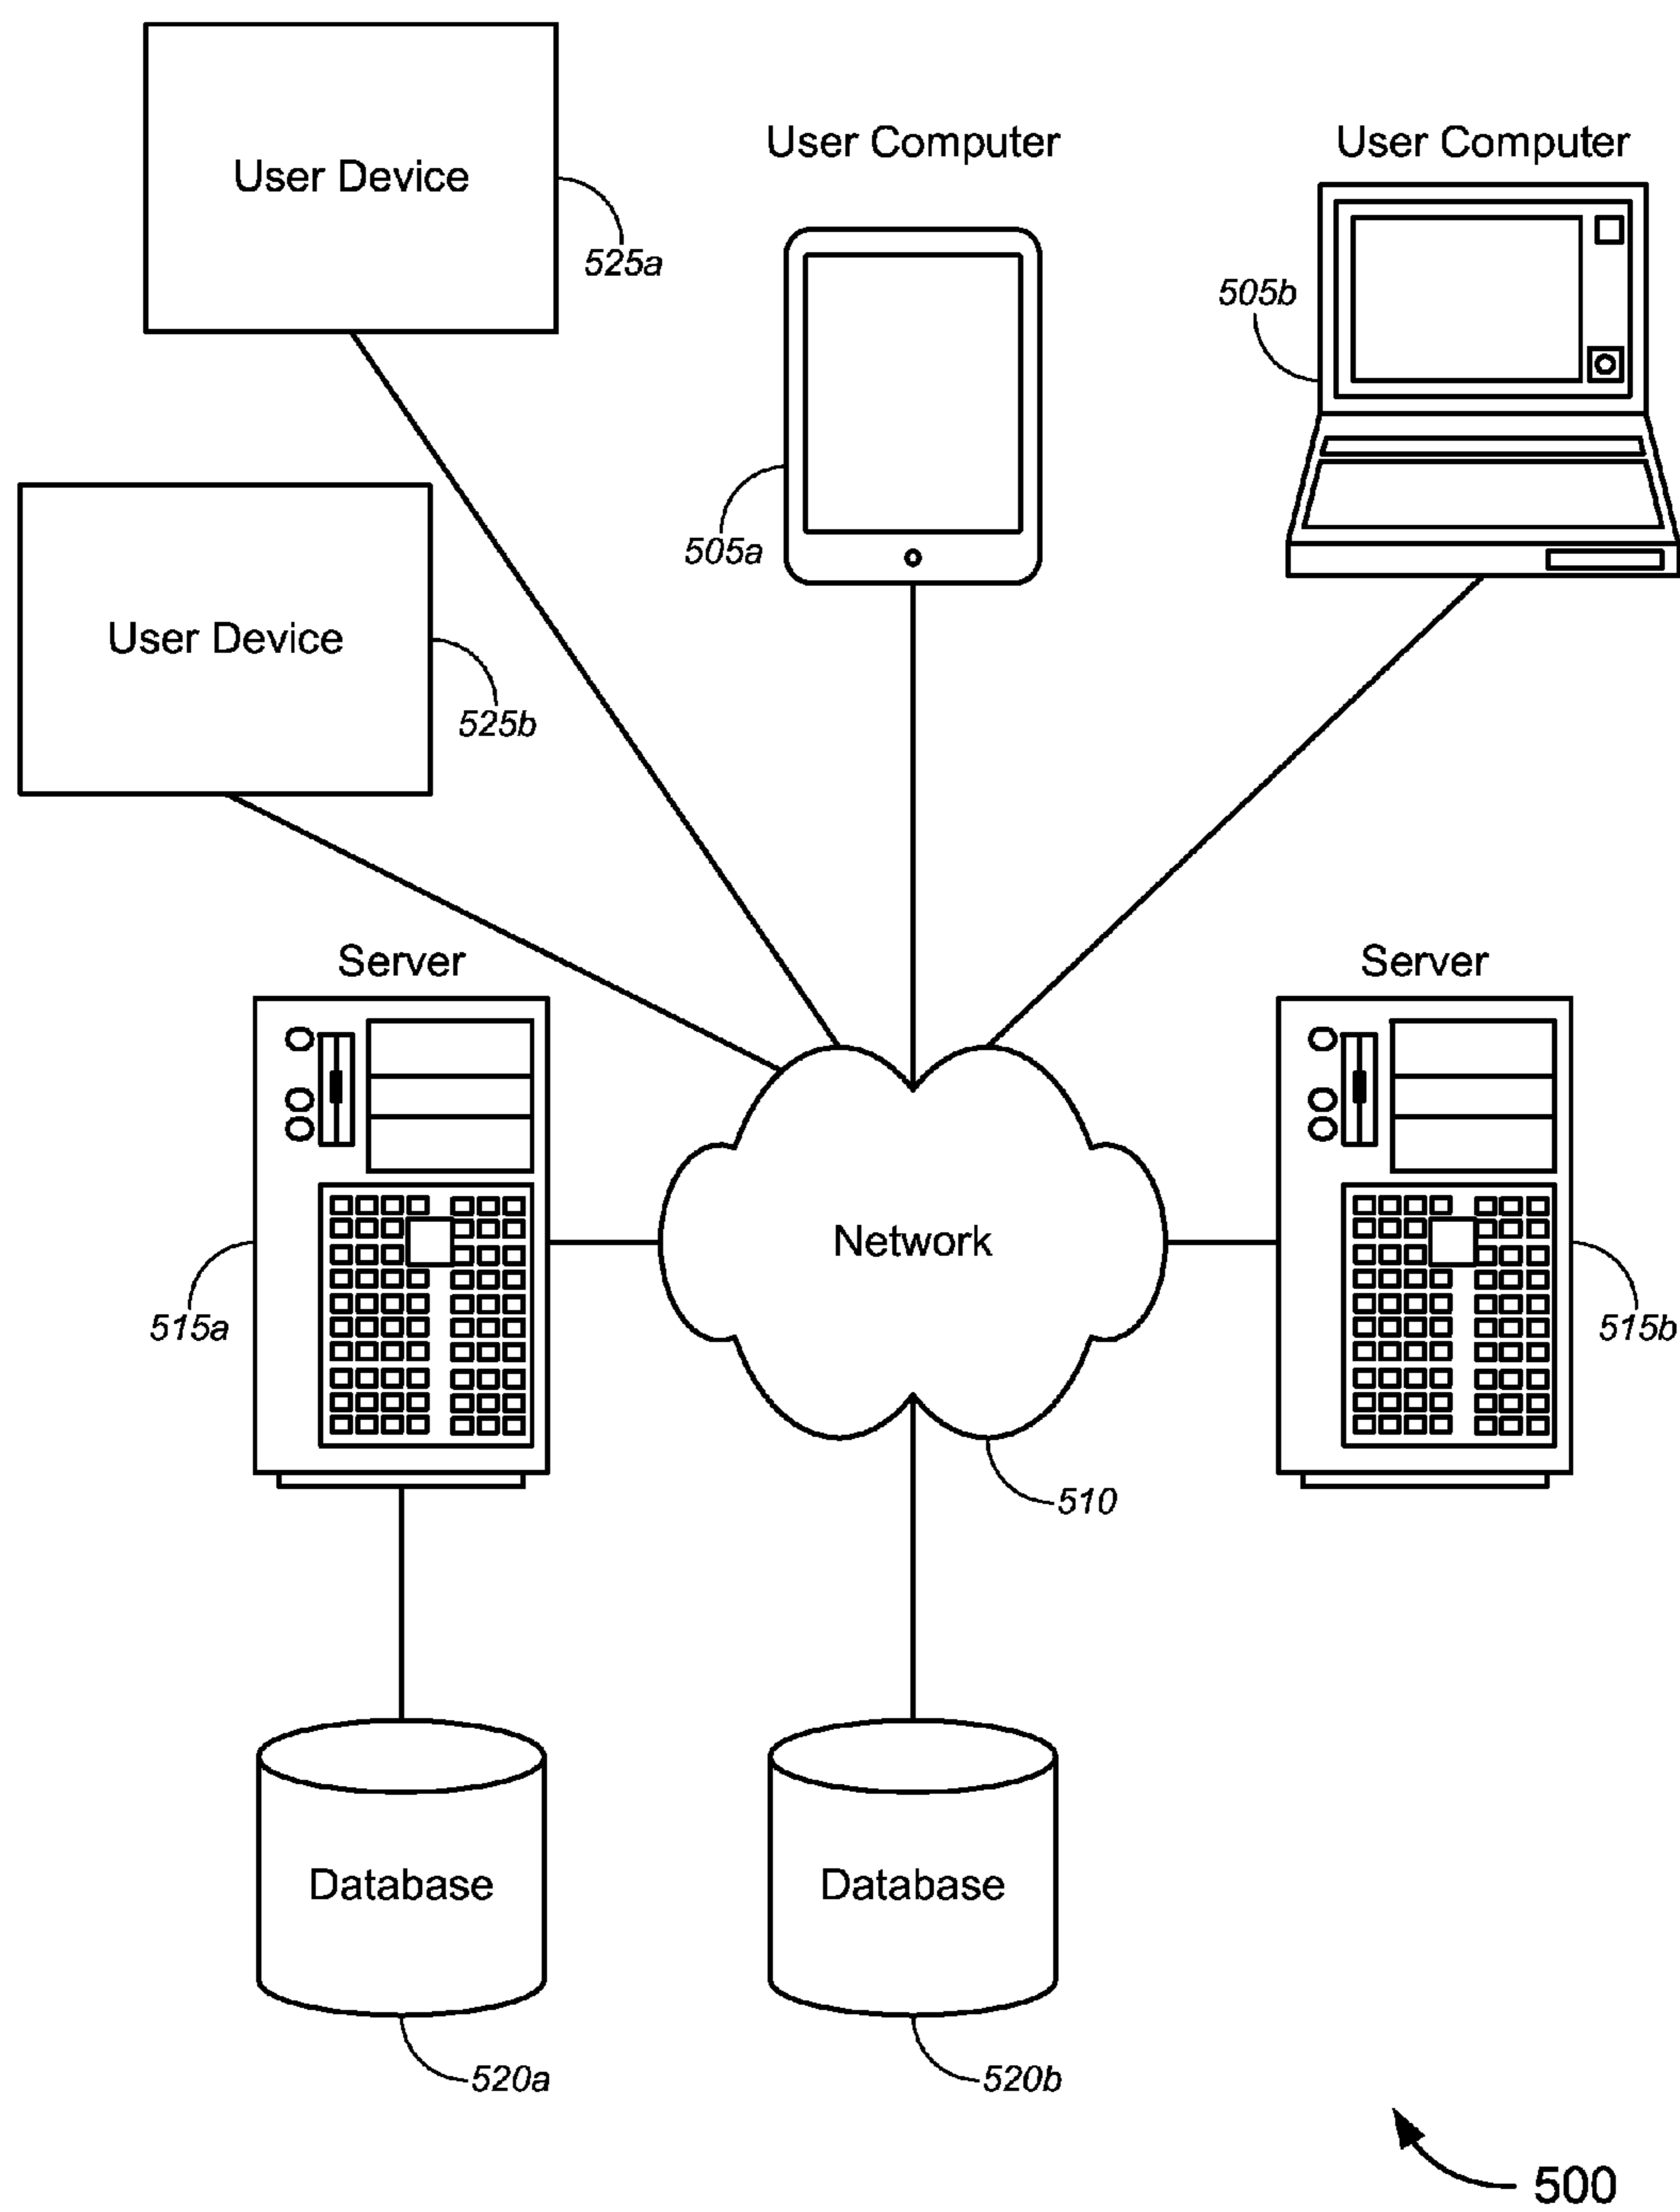 User Device
525a
User Computer
505a
User Computer
505b
User Device
525b
Server
515a
Server
515b
Network
510
Database
520a
Database
520b
500